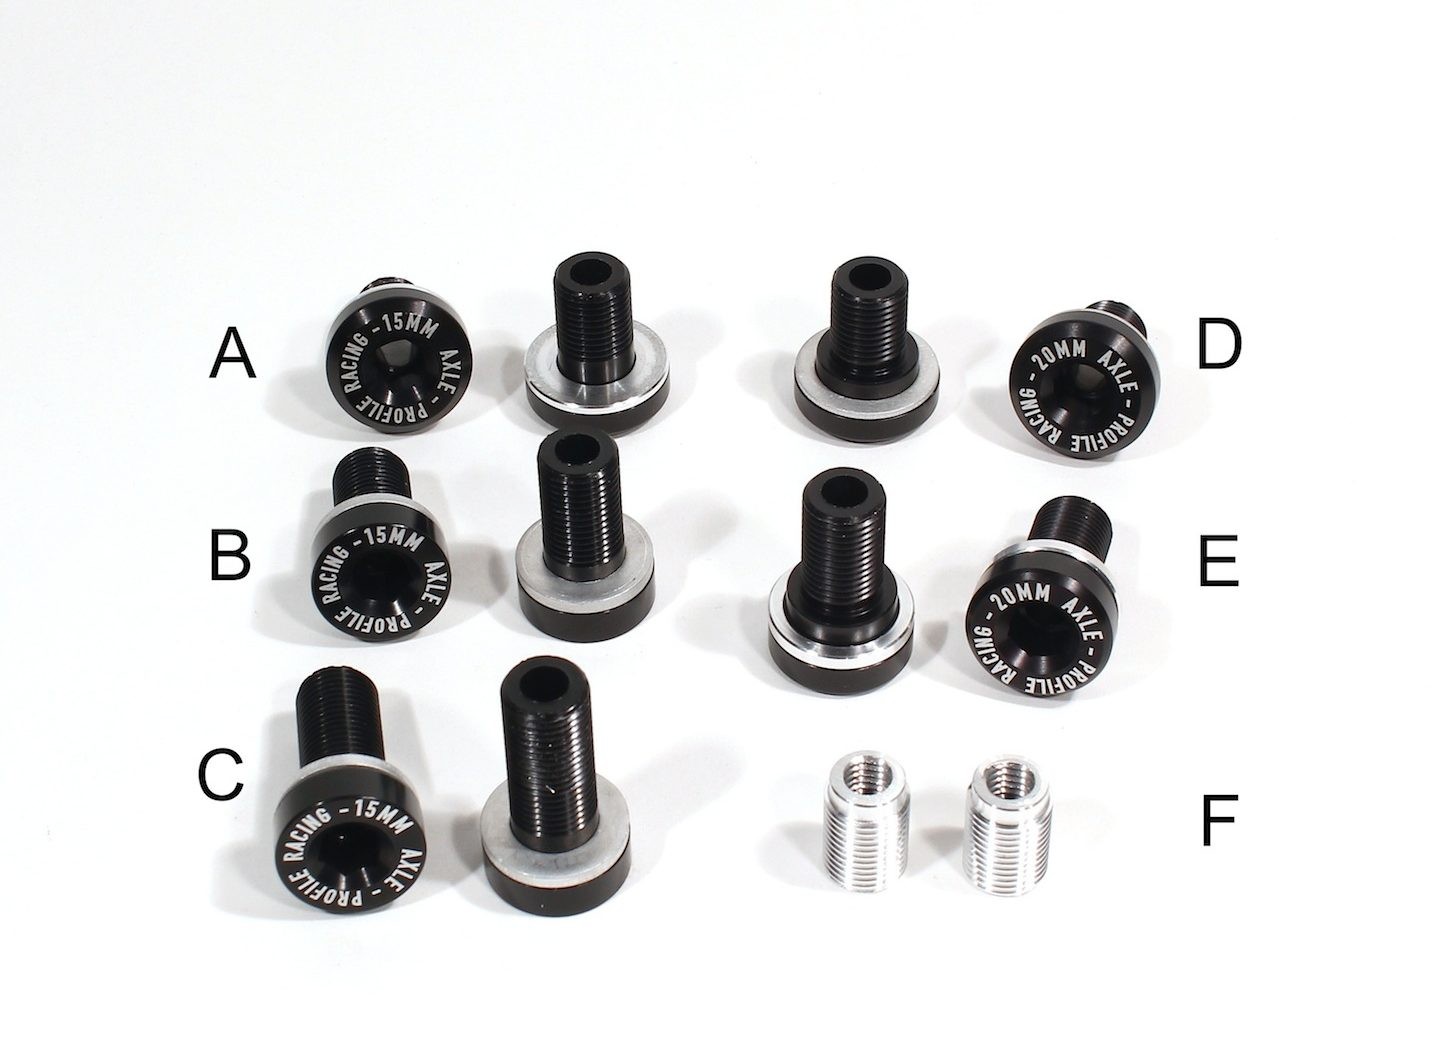 A
RACING - 15MM AXLE - PROFILE
RACING - 20MM AXLE - PROFILE
D
B
RACING - 15MM AXLE - PROFILE
RACING - 20MM AXLE - PROFILE
E
C
RACING - 15MM AXLE - PROFILE
F